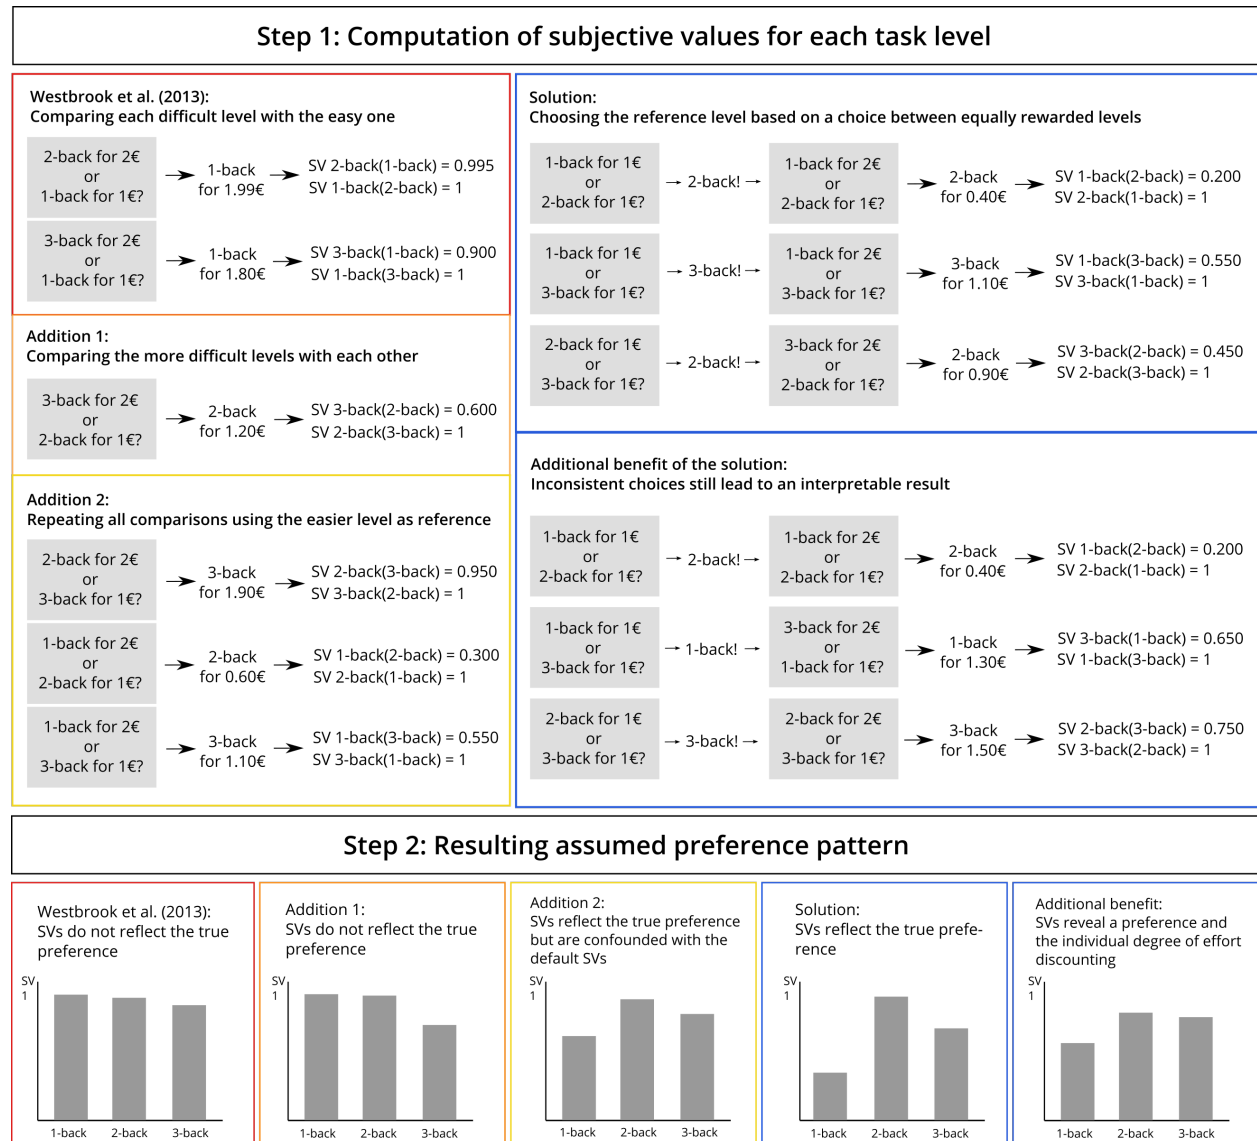 Step 1: Computation of subjective values for each task level
Westbrook et al. (2013):
Comparing each difficult level with the easy one
2-back for 2€
or
1-back for 1€?
1-back
for 1.99€
SV 2-back(1-back) = 0.995
SV 1-back(2-back) = 1
3-back for 2€
or
1-back for 1€?
1-back
for 1.80€
SV 3-back(1-back) = 0.900
SV 1-back(3-back) = 1
Addition 1:
Comparing the more difficult levels with each other
3-back for 2€
or
2-back for 1€?
2-back
for 1.20€
SV 3-back(2-back) = 0.600
SV 2-back(3-back) = 1
Addition 2:
Repeating all comparisons using the easier level as reference
2-back for 2€
or
3-back for 1€?
3-back
for 1.90€
SV 2-back(3-back) = 0.950
SV 3-back(2-back) = 1
1-back for 2€
or
2-back for 1€?
2-back
for 0.60€
SV 1-back(2-back) = 0.300
SV 2-back(1-back) = 1
1-back for 2€
or
3-back for 1€?
3-back
for 1.10€
SV 1-back(3-back) = 0.550
SV 3-back(1-back) = 1
Solution:
Choosing the reference level based on a choice between equally rewarded levels
1-back for 1€
or
2-back for 1€?
2-back!
1-back for 2€
or
2-back for 1€?
2-back
for 0.40€
SV 1-back(2-back) = 0.200
SV 2-back(1-back) = 1
1-back for 1€
or
3-back for 1€?
3-back!
1-back for 2€
or
3-back for 1€?
3-back
for 1.10€
SV 1-back(3-back) = 0.550
SV 3-back(1-back) = 1
2-back for 1€
or
3-back for 1€?
2-back!
3-back for 2€
or
2-back for 1€?
2-back
for 0.90€
SV 3-back(2-back) = 0.450
SV 2-back(3-back) = 1
Additional benefit of the solution:
Inconsistent choices still lead to an interpretable result
1-back for 1€
or
2-back for 1€?
2-back!
1-back for 2€
or
2-back for 1€?
2-back
for 0.40€
SV 1-back(2-back) = 0.200
SV 2-back(1-back) = 1
1-back for 1€
or
3-back for 1€?
1-back!
3-back for 2€
or
1-back for 1€?
1-back
for 1.30€
SV 3-back(1-back) = 0.650
SV 1-back(3-back) = 1
2-back for 1€
or
3-back for 1€?
3-back!
2-back for 2€
or
3-back for 1€?
3-back
for 1.50€
SV 2-back(3-back) = 0.750
SV 3-back(2-back) = 1
Step 2: Resulting assumed preference pattern
Westbrook et al. (2013):
SVs do not reflect the true
preference
SV
1
1-back 2-back 3-back
Addition 1:
SVs do not reflect the true
preference
SV
1
1-back 2-back 3-back
Addition 2:
SVs reflect the true preference
but are confounded with the
default SVs
SV
1
1-back 2-back 3-back
Solution:
SVs reflect the true prefe-
rence
SV
1
1-back 2-back 3-back
Additional benefit:
SVs reveal a preference and
the individual degree of effort
discounting
SV
1
1-back 2-back 3-back